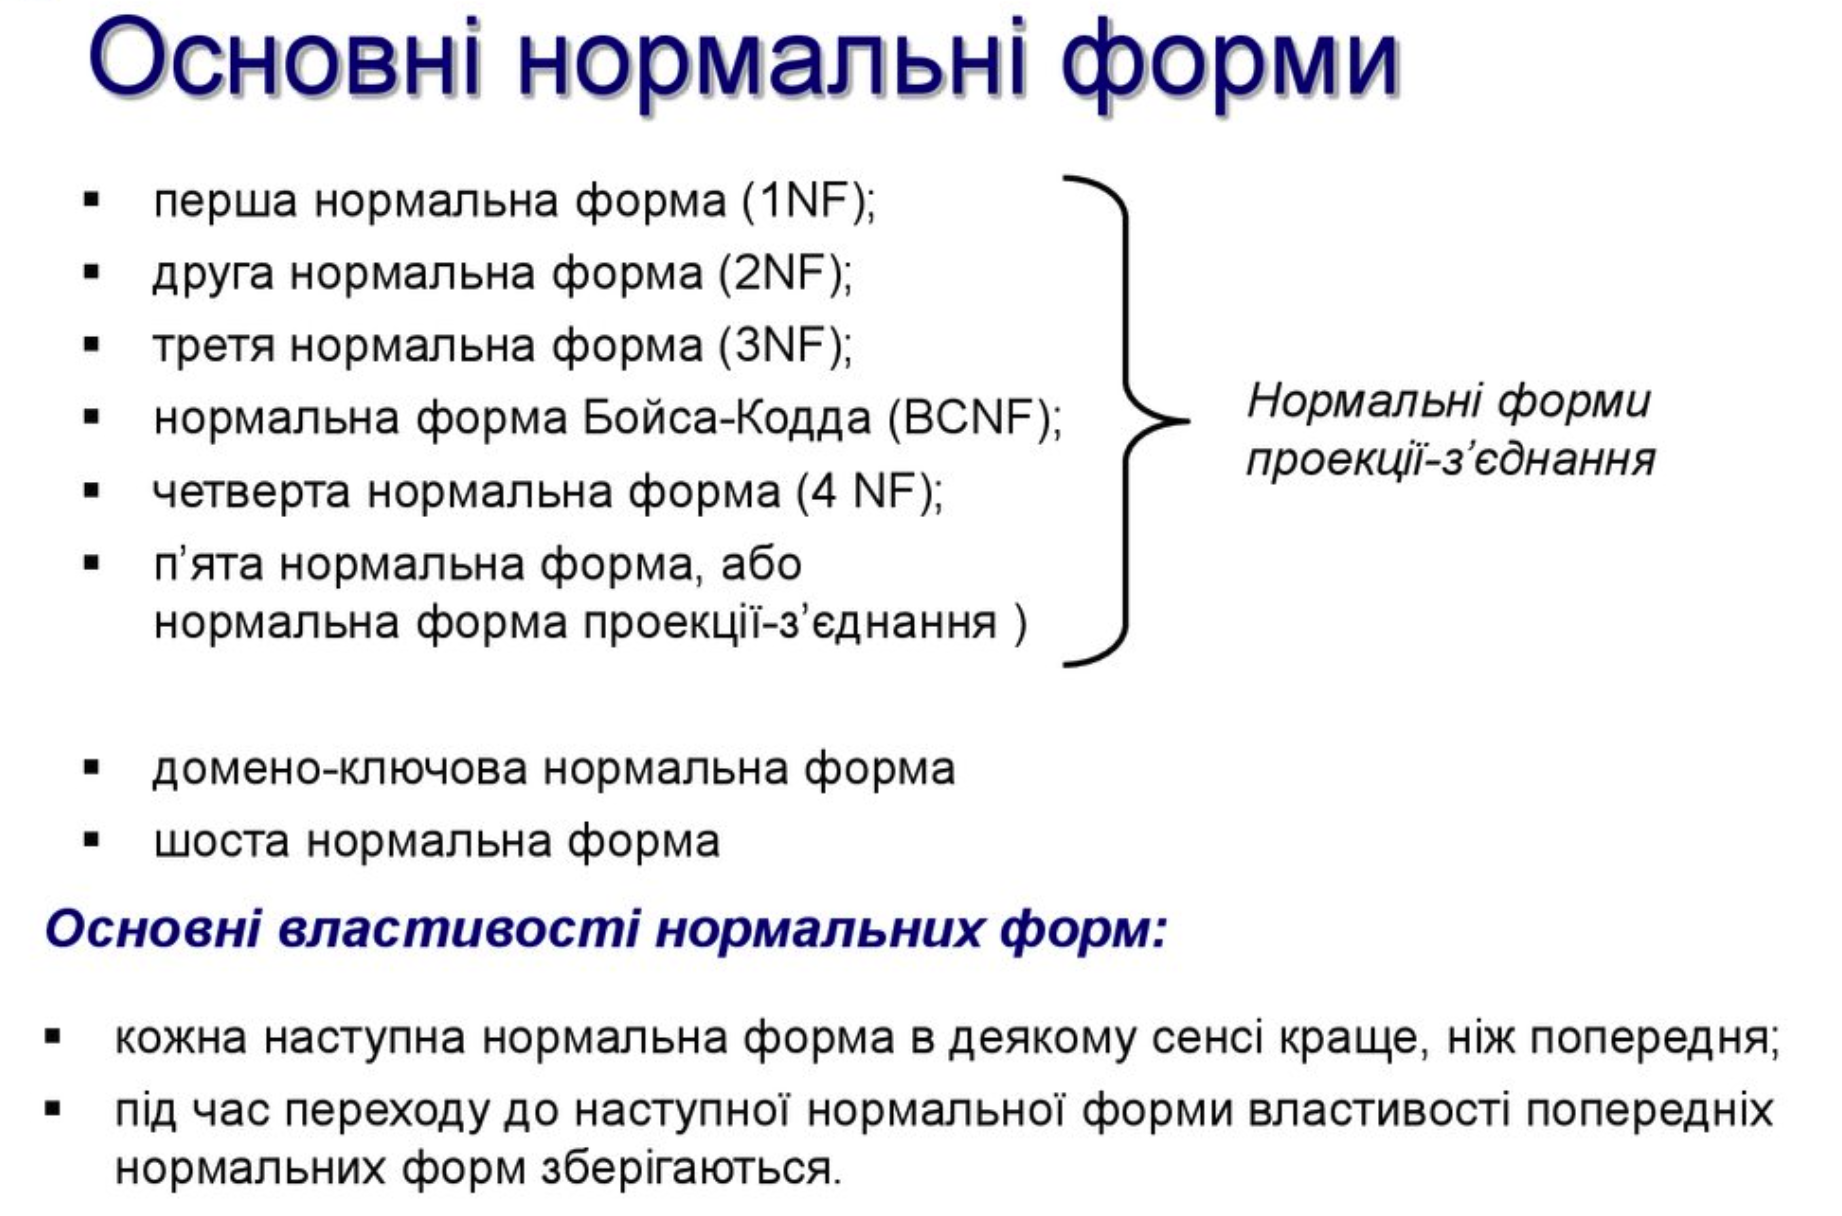 Основні нормальні форми
▪ перша нормальна форма (1NF);
▪ друга нормальна форма (2NF);
▪ третя нормальна форма (3NF);
▪ нормальна форма Бойса-Кодда (BCNF);
▪ четверта нормальна форма (4 NF);
▪ п’ята нормальна форма, або
нормальна форма проекції-з’єднання )
Нормальні форми
проекції-з’єднання
▪ домено-ключова нормальна форма
▪ шоста нормальна форма
Основні властивості нормальних форм:
▪ кожна наступна нормальна форма в деякому сенсі краще, ніж попередня;
▪ під час переходу до наступної нормальної форми властивості попередніх
нормальних форм зберігаються.